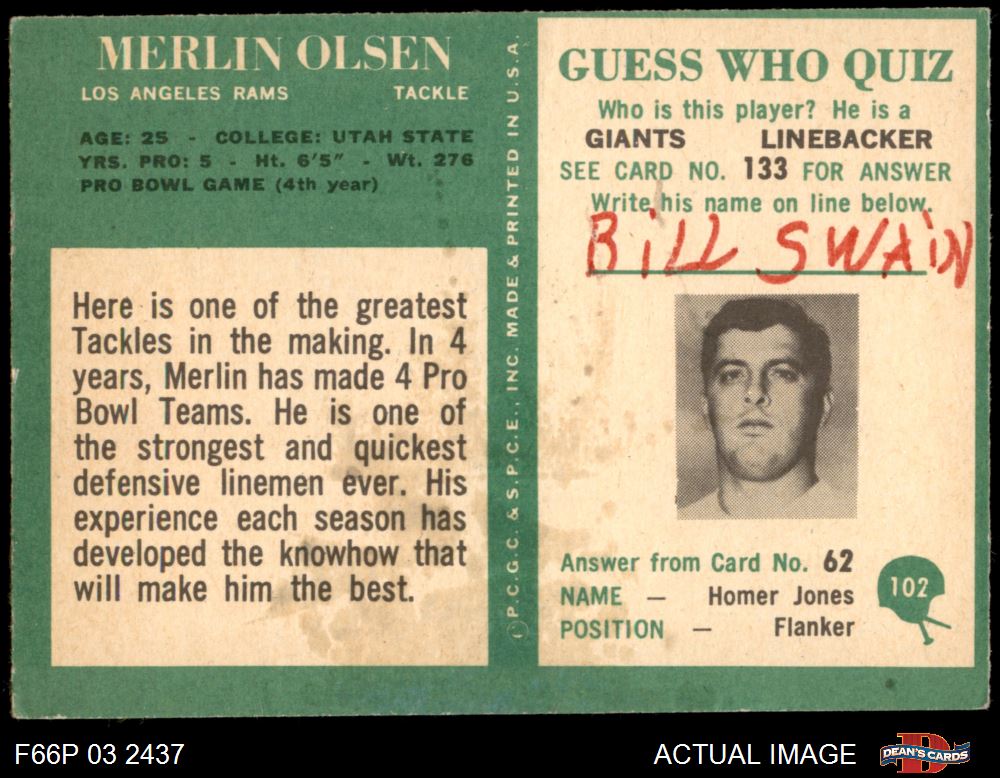 MERLIN OLSEN
LOS ANGELES RAMS TACKLE
AGE: 25 - COLLEGE: UTAH STATE
YRS. PRO: 5 - Ht. 6'5" - Wt. 276
PRO BOWL GAME (4th year)
Here is one of the greatest
Tackles in the making. In 4
years, Merlin has made 4 Pro
Bowl Teams. He is one of
the strongest and quickest
defensive linemen ever. His
experience each season has
developed the knowhow that
will make him the best.
© P.C.G.C. & S.P.C.E., INC. MADE & PRINTED IN U.S.A.
GUESS WHO QUIZ
Who is this player? He is a
GIANTS LINEBACKER
SEE CARD NO. 133 FOR ANSWER
Write his name on line below.
BiLL SWAiN
Answer from Card No. 62
NAME — Homer Jones
POSITION — Flanker
102
F66P 03 2437
ACTUAL IMAGE
DEAN'S CARDS